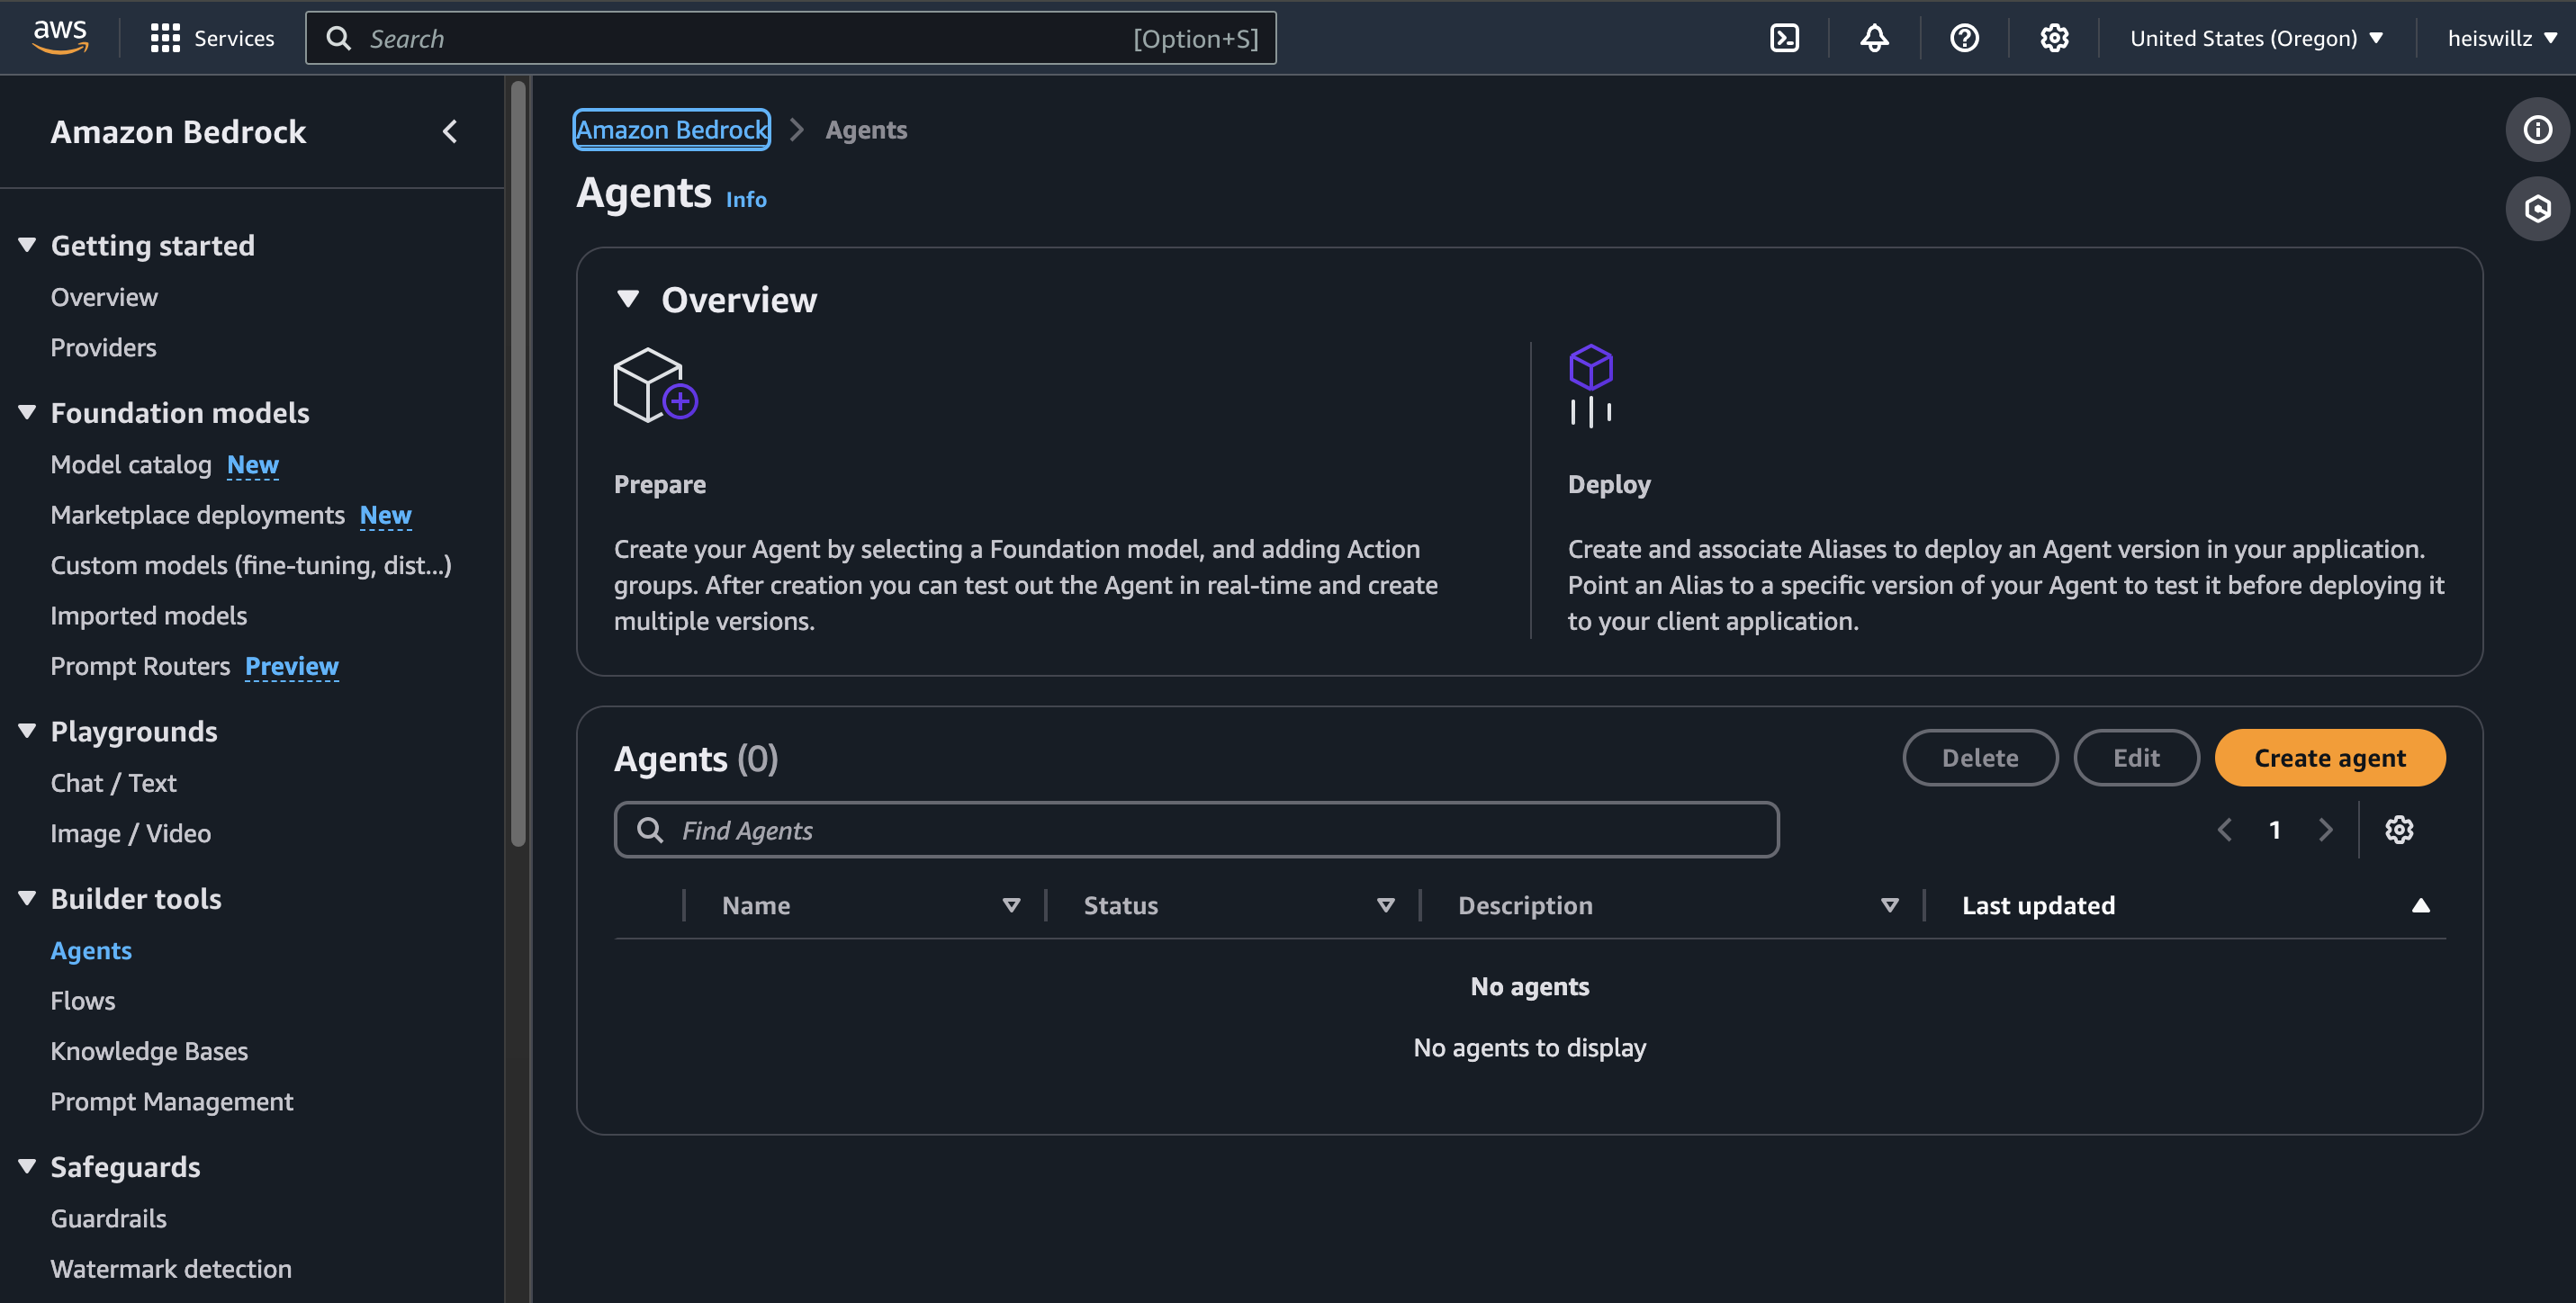 aws
Services
Search
[Option+S]
United States (Oregon)
heiswillz
Amazon Bedrock
Getting started
Overview
Providers
Foundation models
Model catalog New
Marketplace deployments New
Custom models (fine-tuning, dist...)
Imported models
Prompt Routers Preview
Playgrounds
Chat / Text
Image / Video
Builder tools
Agents
Flows
Knowledge Bases
Prompt Management
Safeguards
Guardrails
Watermark detection
Amazon Bedrock
Agents
Agents Info
Overview
Prepare
Create your Agent by selecting a Foundation model, and adding Action
groups. After creation you can test out the Agent in real-time and create
multiple versions.
Deploy
Create and associate Aliases to deploy an Agent version in your application.
Point an Alias to a specific version of your Agent to test it before deploying it
to your client application.
Agents (0)
Delete
Edit
Create agent
Find Agents
1
Name
Status
Description
Last updated
No agents
No agents to display